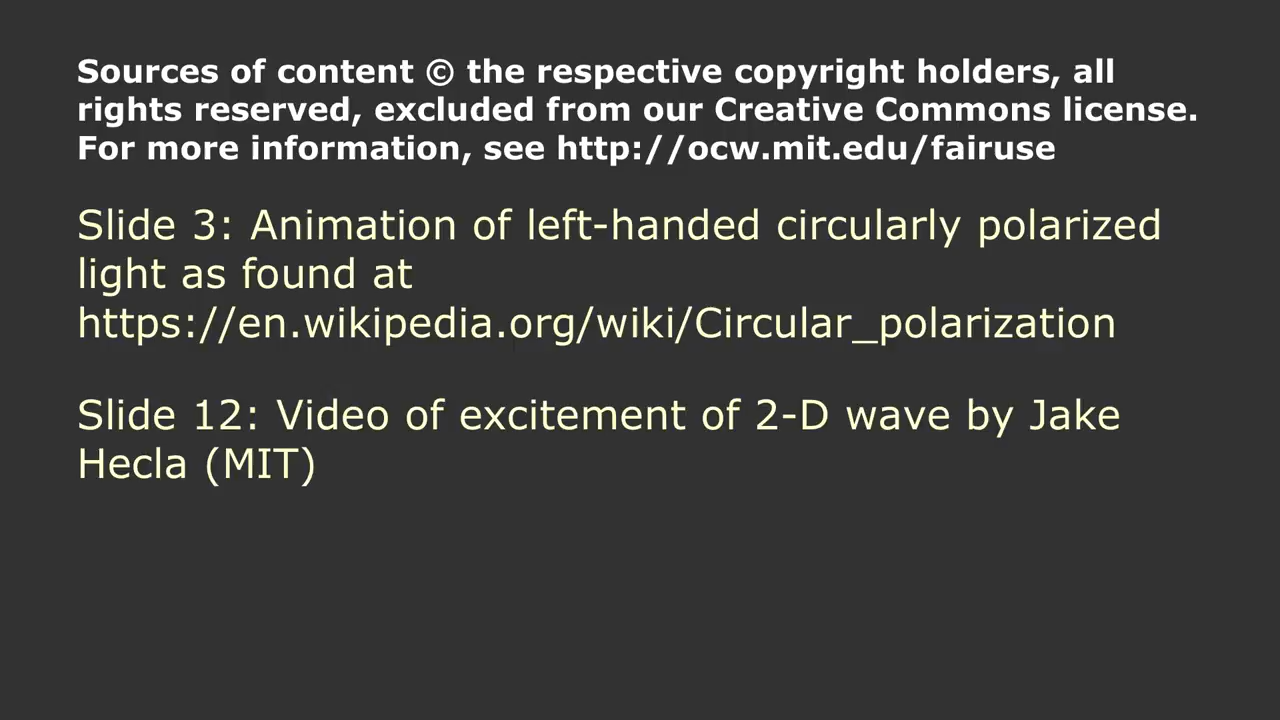 Sources of content © the respective copyright holders, all
rights reserved, excluded from our Creative Commons license.
For more information, see http://ocw.mit.edu/fairuse
Slide 3: Animation of left-handed circularly polarized
light as found at
https://en.wikipedia.org/wiki/Circular_polarization
Slide 12: Video of excitement of 2-D wave by Jake
Hecla (MIT)